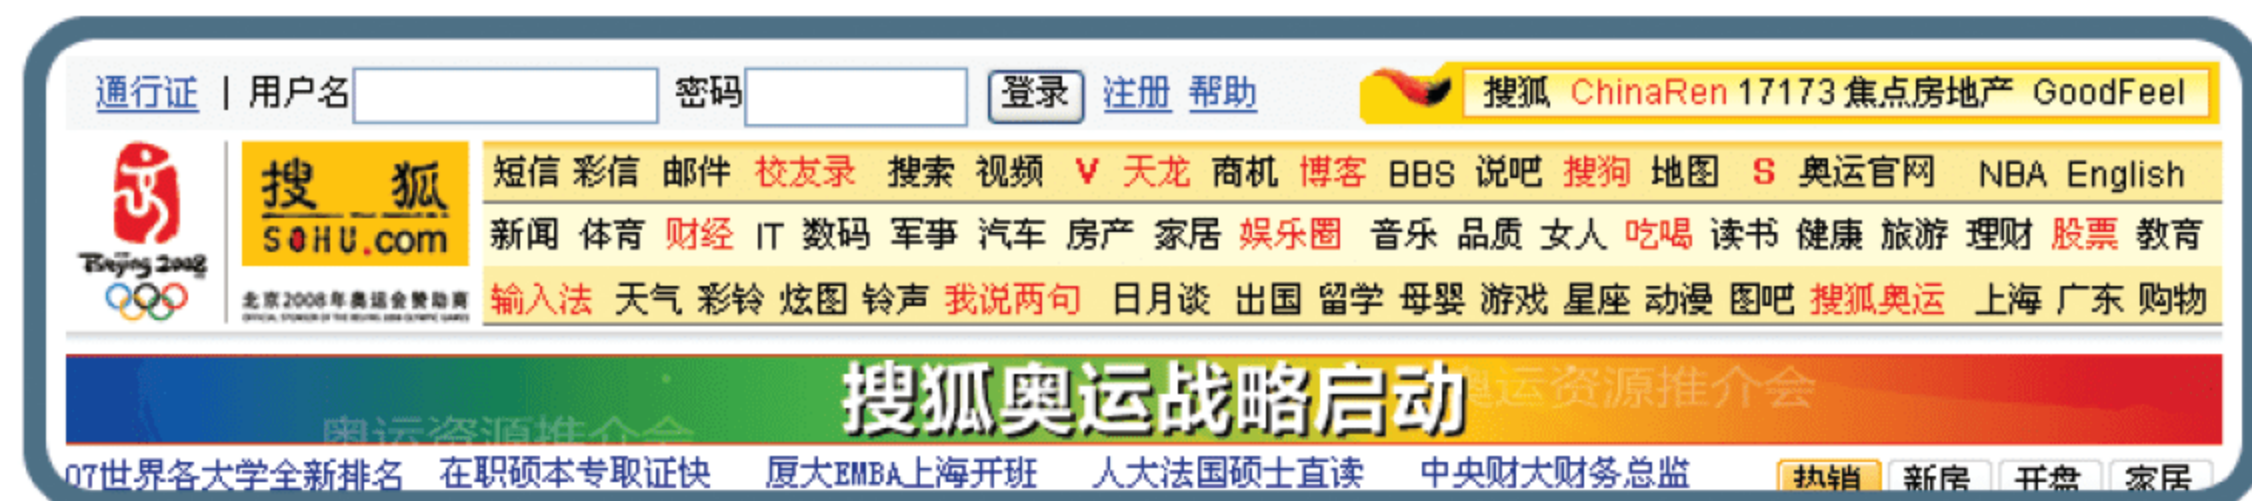 通行证 | 用户名 密码 登录 注册 帮助 搜狐 ChinaRen 17173 焦点房地产 GoodFeel
搜狐 短信 彩信 邮件 校友录 搜索 视频 V 天龙 商机 博客 BBS 说吧 搜狗 地图 S 奥运官网 NBA English
SOHU.com 新闻 体育 财经 IT 数码 军事 汽车 房产 家居 娱乐圈 音乐 品质 女人 吃喝 读书 健康 旅游 理财 股票 教育
Beijing 2008
北京2008年奥运会赞助商 输入法 天气 彩铃 炫图 铃声 我说两句 日月谈 出国 留学 母婴 游戏 星座 动漫 图吧 搜狐奥运 上海 广东 购物
搜狐奥运战略启动 奥运资源推介会
奥运资源推介会
07世界各大学全新排名 在职硕本专取证快 厦大EMBA上海开班 人大法国硕士直读 中央财大财务总监 热销 新房 开盘 家居